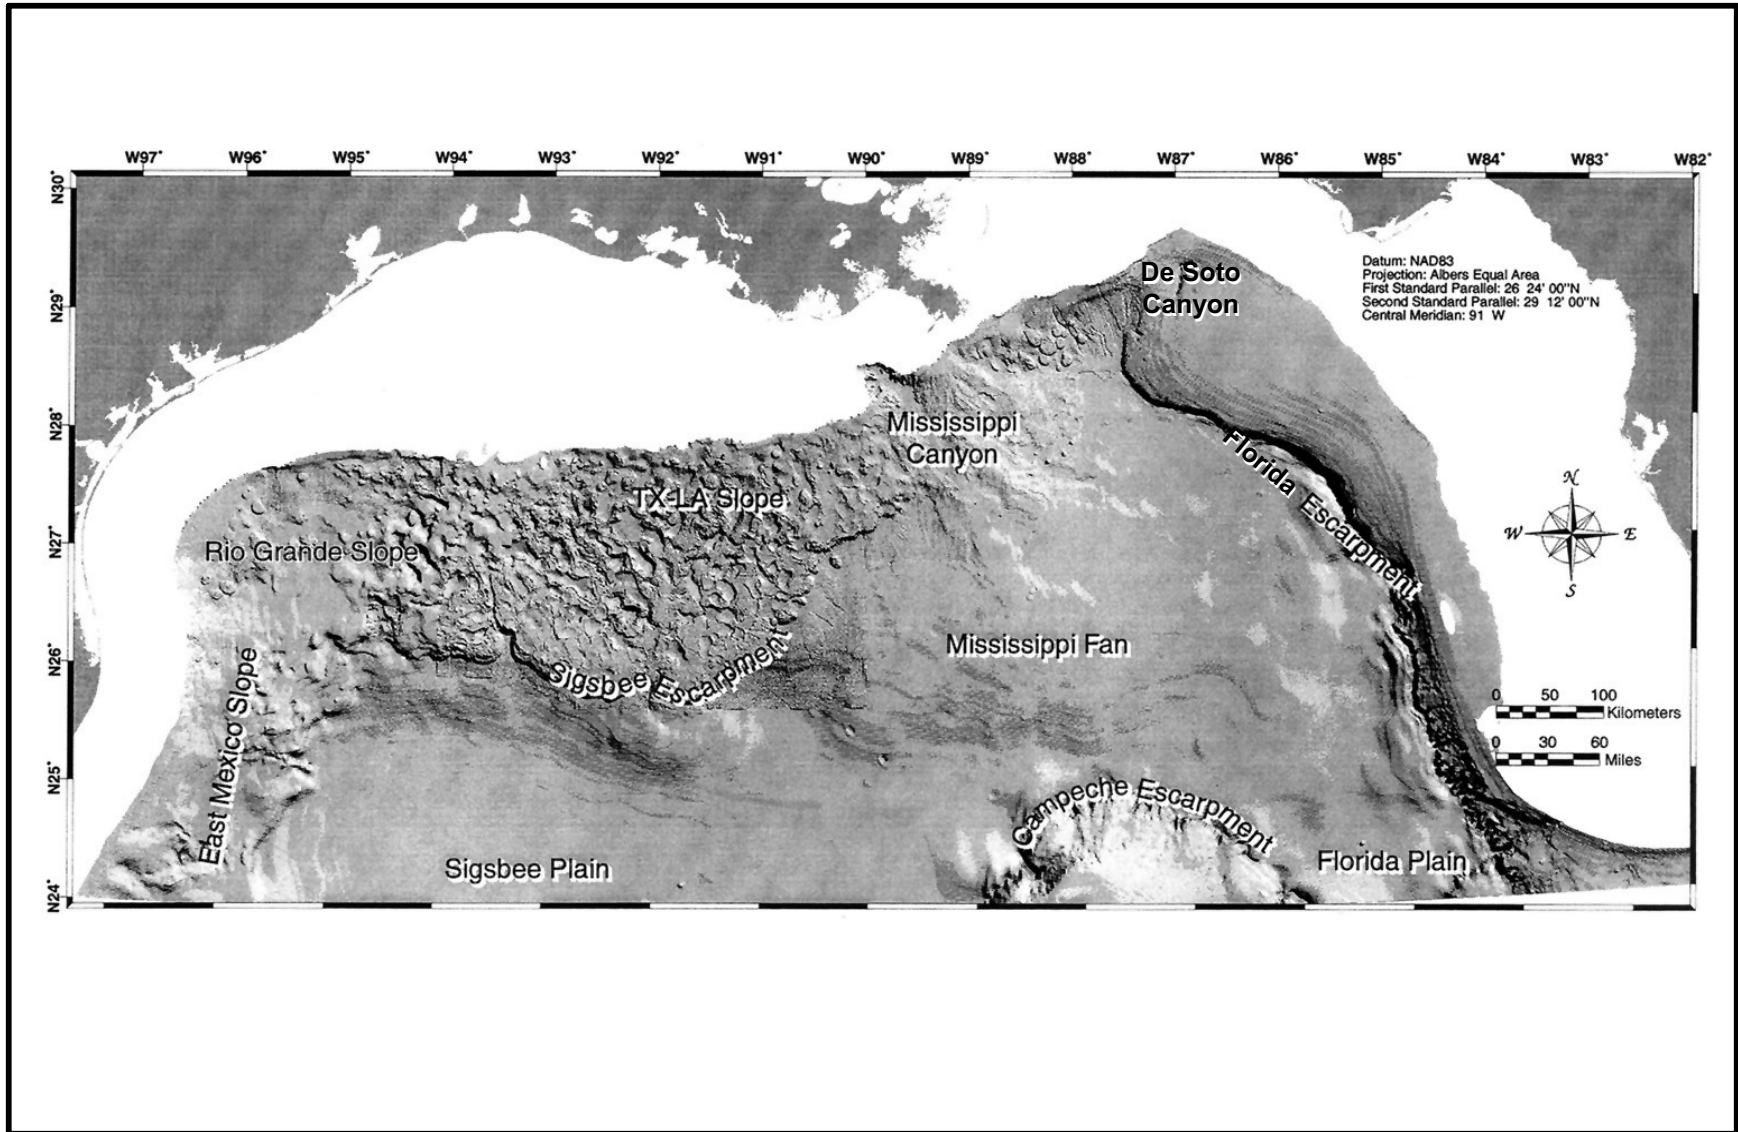 W97° W96° W95° W94° W93° W92° W91° W90° W89° W88° W87° W86° W85° W84° W83° W82°
N30°
N29°
N28°
N27°
N26°
N25°
N24°
De Soto
Canyon
Datum: NAD83
Projection: Albers Equal Area
First Standard Parallel: 26 24' 00"N
Second Standard Parallel: 29 12' 00"N
Central Meridian: 91 W
Mississippi
Canyon
Florida Escarpment
TX-LA Slope
Rio Grande Slope
N
W E
S
Mississippi Fan
Sigsbee Escarpment
East Mexico Slope
0 50 100
Kilometers
0 30 60
Miles
Campeche Escarpment
Sigsbee Plain
Florida Plain